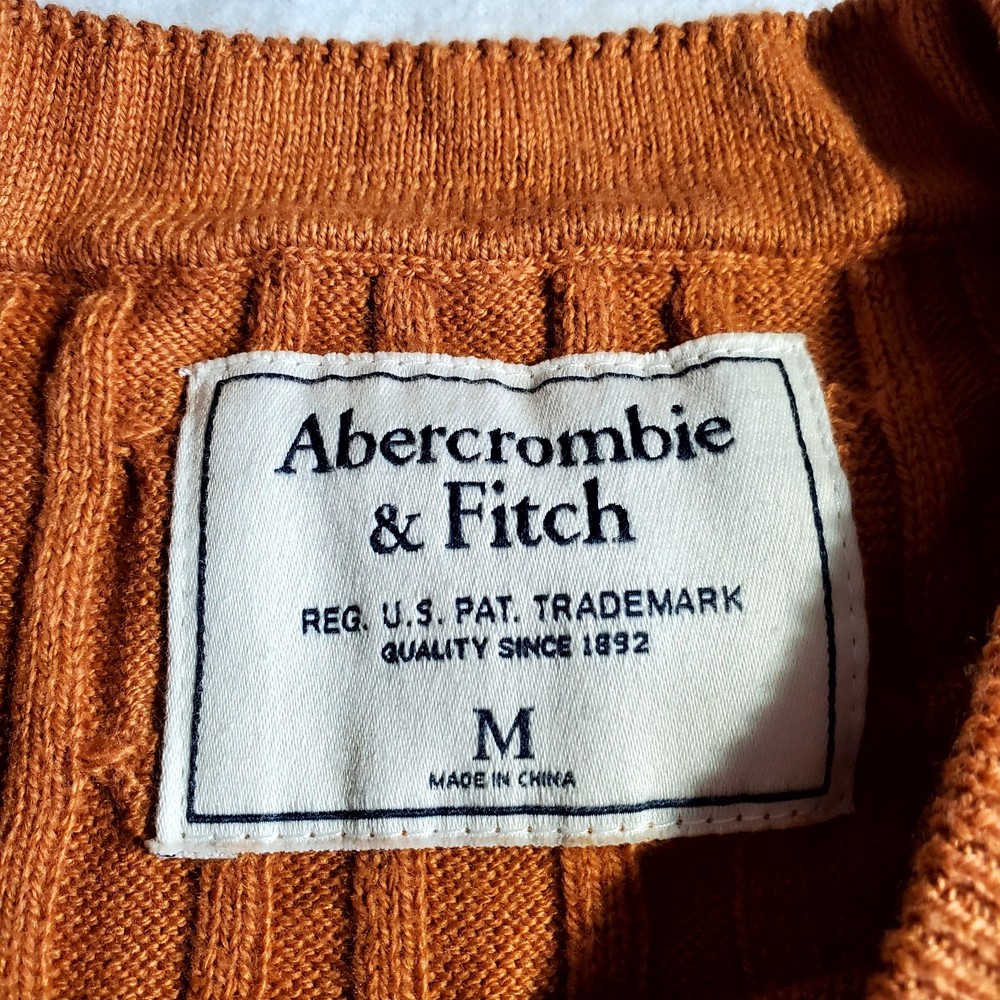 Abercrombie
& Fitch
REG. U.S. PAT. TRADEMARK
QUALITY SINCE 1892
M
MADE IN CHINA